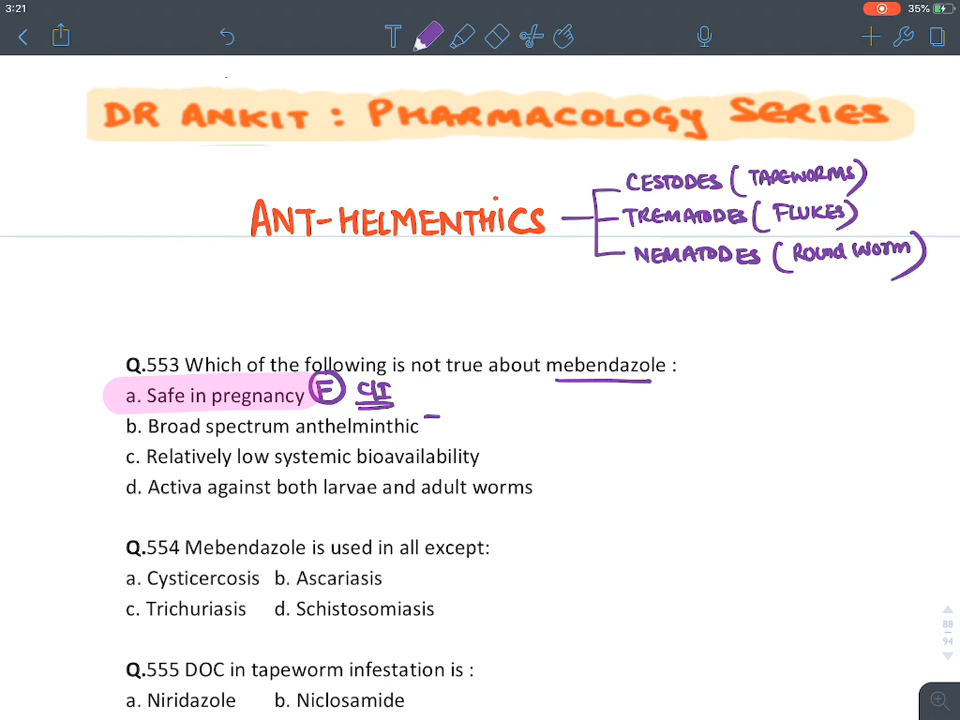 3:21
35%
T
DR ANKIT : PHARMACOLOGY SERIES
CESTODES (TAPEWORMS)
ANT-HELMENTHICS
TREMATODES (FLUKES)
NEMATODES (ROUND WORM)
Q.553 Which of the following is not true about mebendazole :
a. Safe in pregnancy F C/I
b. Broad spectrum anthelminthic
c. Relatively low systemic bioavailability
d. Activa against both larvae and adult worms
Q.554 Mebendazole is used in all except:
a. Cysticercosis b. Ascariasis
c. Trichuriasis d. Schistosomiasis
88
94
Q.555 DOC in tapeworm infestation is :
a. Niridazole b. Niclosamide